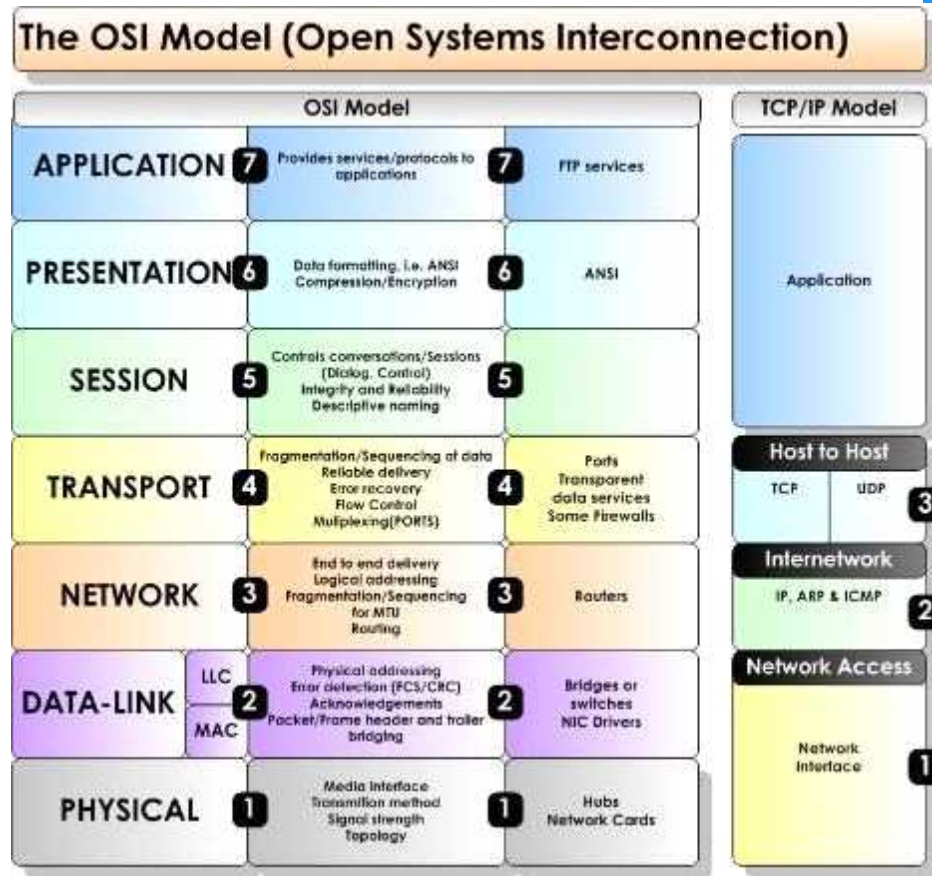 The OSI Model (Open Systems Interconnection)
OSI Model
APPLICATION
7
Provides services/protocols to
applications
7
FTP services
PRESENTATION
6
Data formatting, i.e. ANSI
Compression/Encryption
6
ANSI
SESSION
5
Controls conversations/Sessions
(Dialog, Control)
Integrity and Reliability
Descriptive naming
5
TRANSPORT
4
Fragmentation/Sequencing of data
Reliable delivery
Error recovery
Flow Control
Muliplexing(PORTS)
4
Ports
Transparent
data services
Some Firewalls
NETWORK
3
End to end delivery
Logical addressing
Fragmentation/Sequencing
for MTU
Routing
3
Routers
DATA-LINK
LLC
MAC
2
Physical addressing
Error detection (FCS/CRC)
Acknowledgements
Packet/Frame header and trailer
bridging
2
Bridges or
switches
NIC Drivers
PHYSICAL
1
Media Interface
Transmition method
Signal strength
Topology
1
Hubs
Network Cards
TCP/IP Model
Application
Host to Host
TCP
UDP
3
Internetwork
IP, ARP & ICMP
2
Network Access
Network
Interface
1